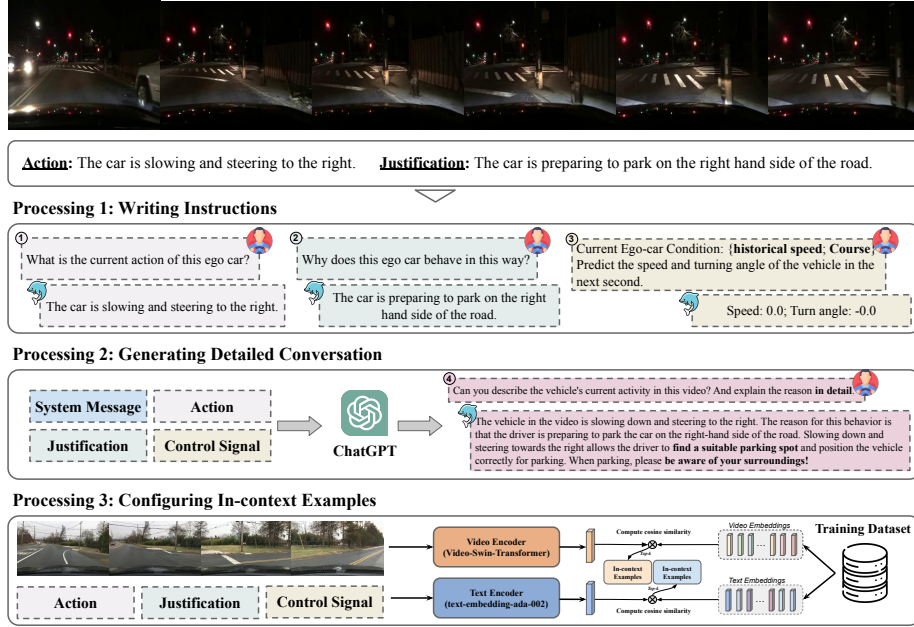 Action: The car is slowing and steering to the right. Justification: The car is preparing to park on the right hand side of the road.
Processing 1: Writing Instructions
1
What is the current action of this ego car?
The car is slowing and steering to the right.
2
Why does this ego car behave in this way?
The car is preparing to park on the right
hand side of the road.
3
Current Ego-car Condition: {historical speed; Course}
Predict the speed and turning angle of the vehicle in the
next second.
Speed: 0.0; Turn angle: -0.0
Processing 2: Generating Detailed Conversation
System Message
Action
Justification
Control Signal
ChatGPT
4
Can you describe the vehicle's current activity in this video? And explain the reason in detail.
The vehicle in the video is slowing down and steering to the right. The reason for this behavior is
that the driver is preparing to park the car on the right-hand side of the road. Slowing down and
steering towards the right allows the driver to find a suitable parking spot and position the vehicle
correctly for parking. When parking, please be aware of your surroundings!
Processing 3: Configuring In-context Examples
Action
Justification
Control Signal
Video Encoder
(Video-Swin-Transformer)
Text Encoder
(text-embedding-ada-002)
Compute cosine similarity
Top-k
In-context
Examples
In-context
Examples
Top-k
Compute cosine similarity
Video Embeddings
Text Embeddings
Training Dataset